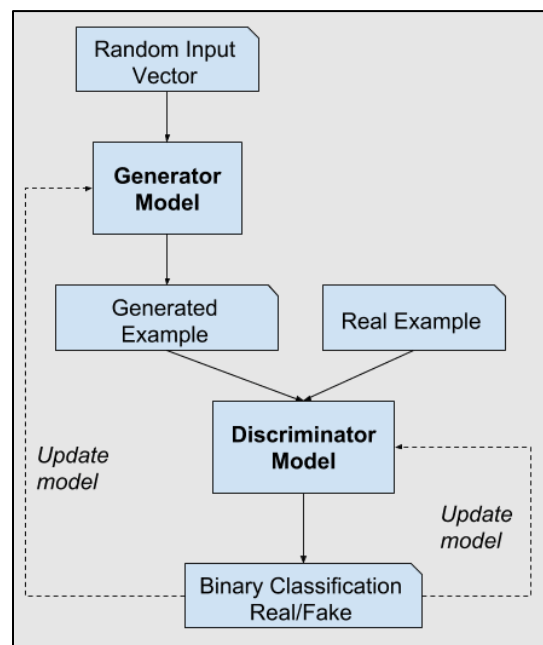 Random Input
Vector
Generator
Model
Generated
Example
Real Example
Discriminator
Model
Update
model
Update
model
Binary Classification
Real/Fake